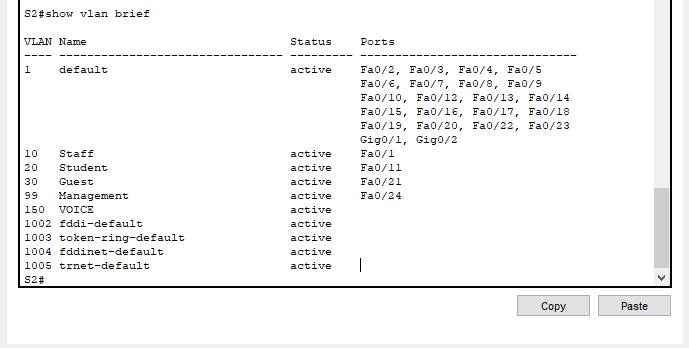 S2#show vlan brief
VLAN Name                             Status    Ports
---- -------------------------------- --------- -------------------------------
1    default                          active    Fa0/2, Fa0/3, Fa0/4, Fa0/5
                                                Fa0/6, Fa0/7, Fa0/8, Fa0/9
                                                Fa0/10, Fa0/12, Fa0/13, Fa0/14
                                                Fa0/15, Fa0/16, Fa0/17, Fa0/18
                                                Fa0/19, Fa0/20, Fa0/22, Fa0/23
                                                Gig0/1, Gig0/2
10   Staff                            active    Fa0/1
20   Student                          active    Fa0/11
30   Guest                            active    Fa0/21
99   Management                       active    Fa0/24
150  VOICE                            active
1002 fddi-default                     active
1003 token-ring-default               active
1004 fddinet-default                  active
1005 trnet-default                    active
S2#
Copy Paste